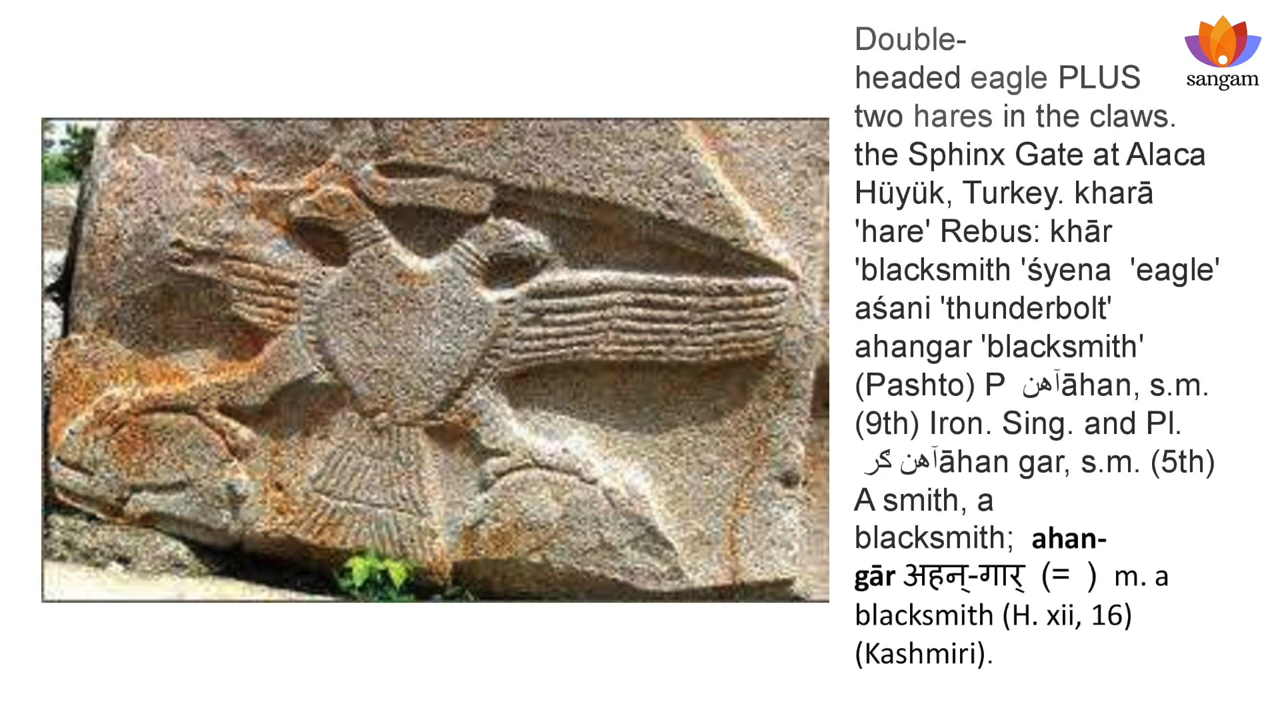 Double-
headed eagle PLUS
two hares in the claws.
the Sphinx Gate at Alaca
Hüyük, Turkey. kharā
'hare' Rebus: khār
'blacksmith 'śyena 'eagle'
aśani 'thunderbolt'
ahangar 'blacksmith'
(Pashto) P آهن āhan, s.m.
(9th) Iron. Sing. and Pl.
آهن ګر āhan gar, s.m. (5th)
A smith, a
blacksmith; ahan-
gār अहन्-गार् (= ) m. a
blacksmith (H. xii, 16)
(Kashmiri).
sangam